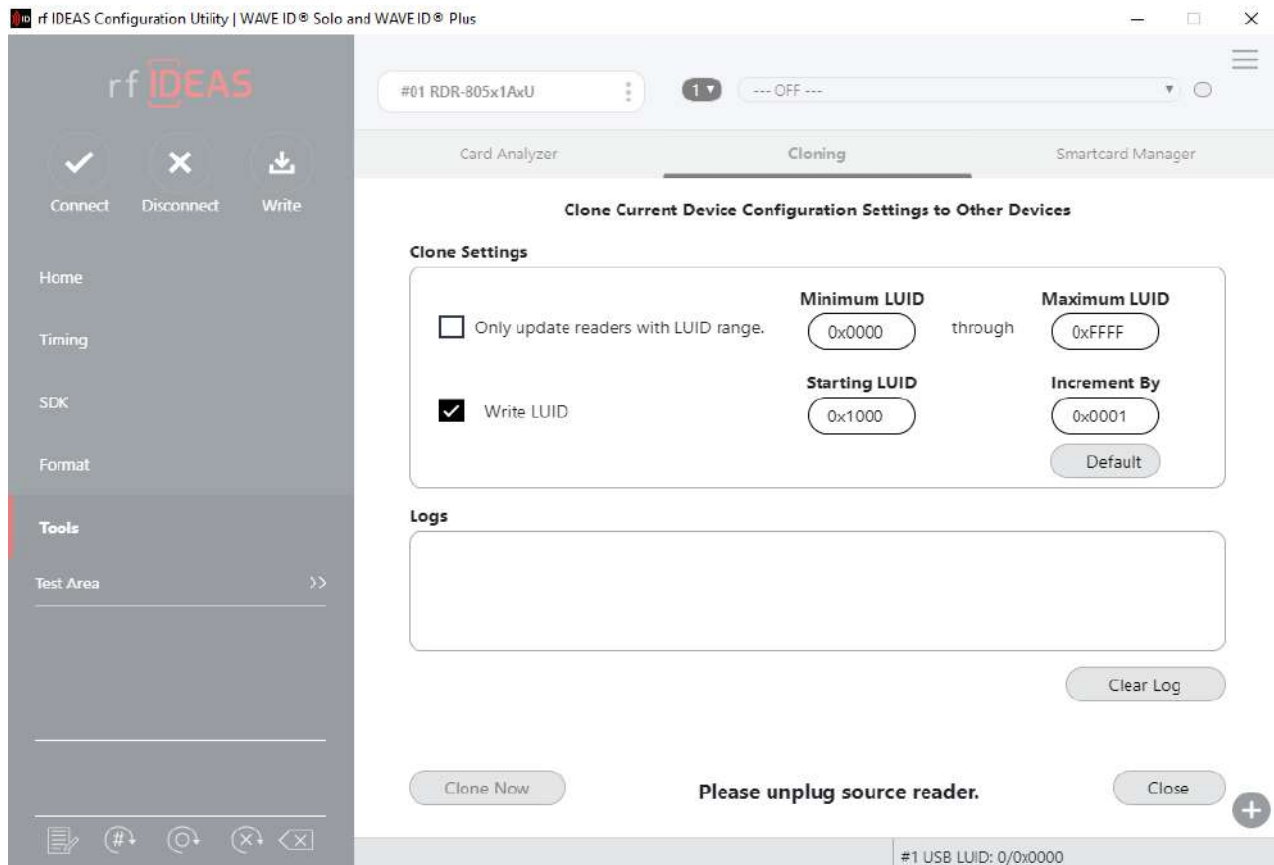 rf IDEAS Configuration Utility | WAVE ID® Solo and WAVE ID® Plus
rf IDEAS
Connect Disconnect Write
Home
Timing
SDK
Format
Tools
Test Area >>
#01 RDR-805x1AxU
1
--- OFF ---
Card Analyzer Cloning Smartcard Manager
Clone Current Device Configuration Settings to Other Devices
Clone Settings
Minimum LUID Maximum LUID
Only update readers with LUID range. 0x0000 through 0xFFFF
Starting LUID Increment By
Write LUID 0x1000 0x0001
Default
Logs
Clear Log
Clone Now Please unplug source reader. Close
#1 USB LUID: 0/0x0000